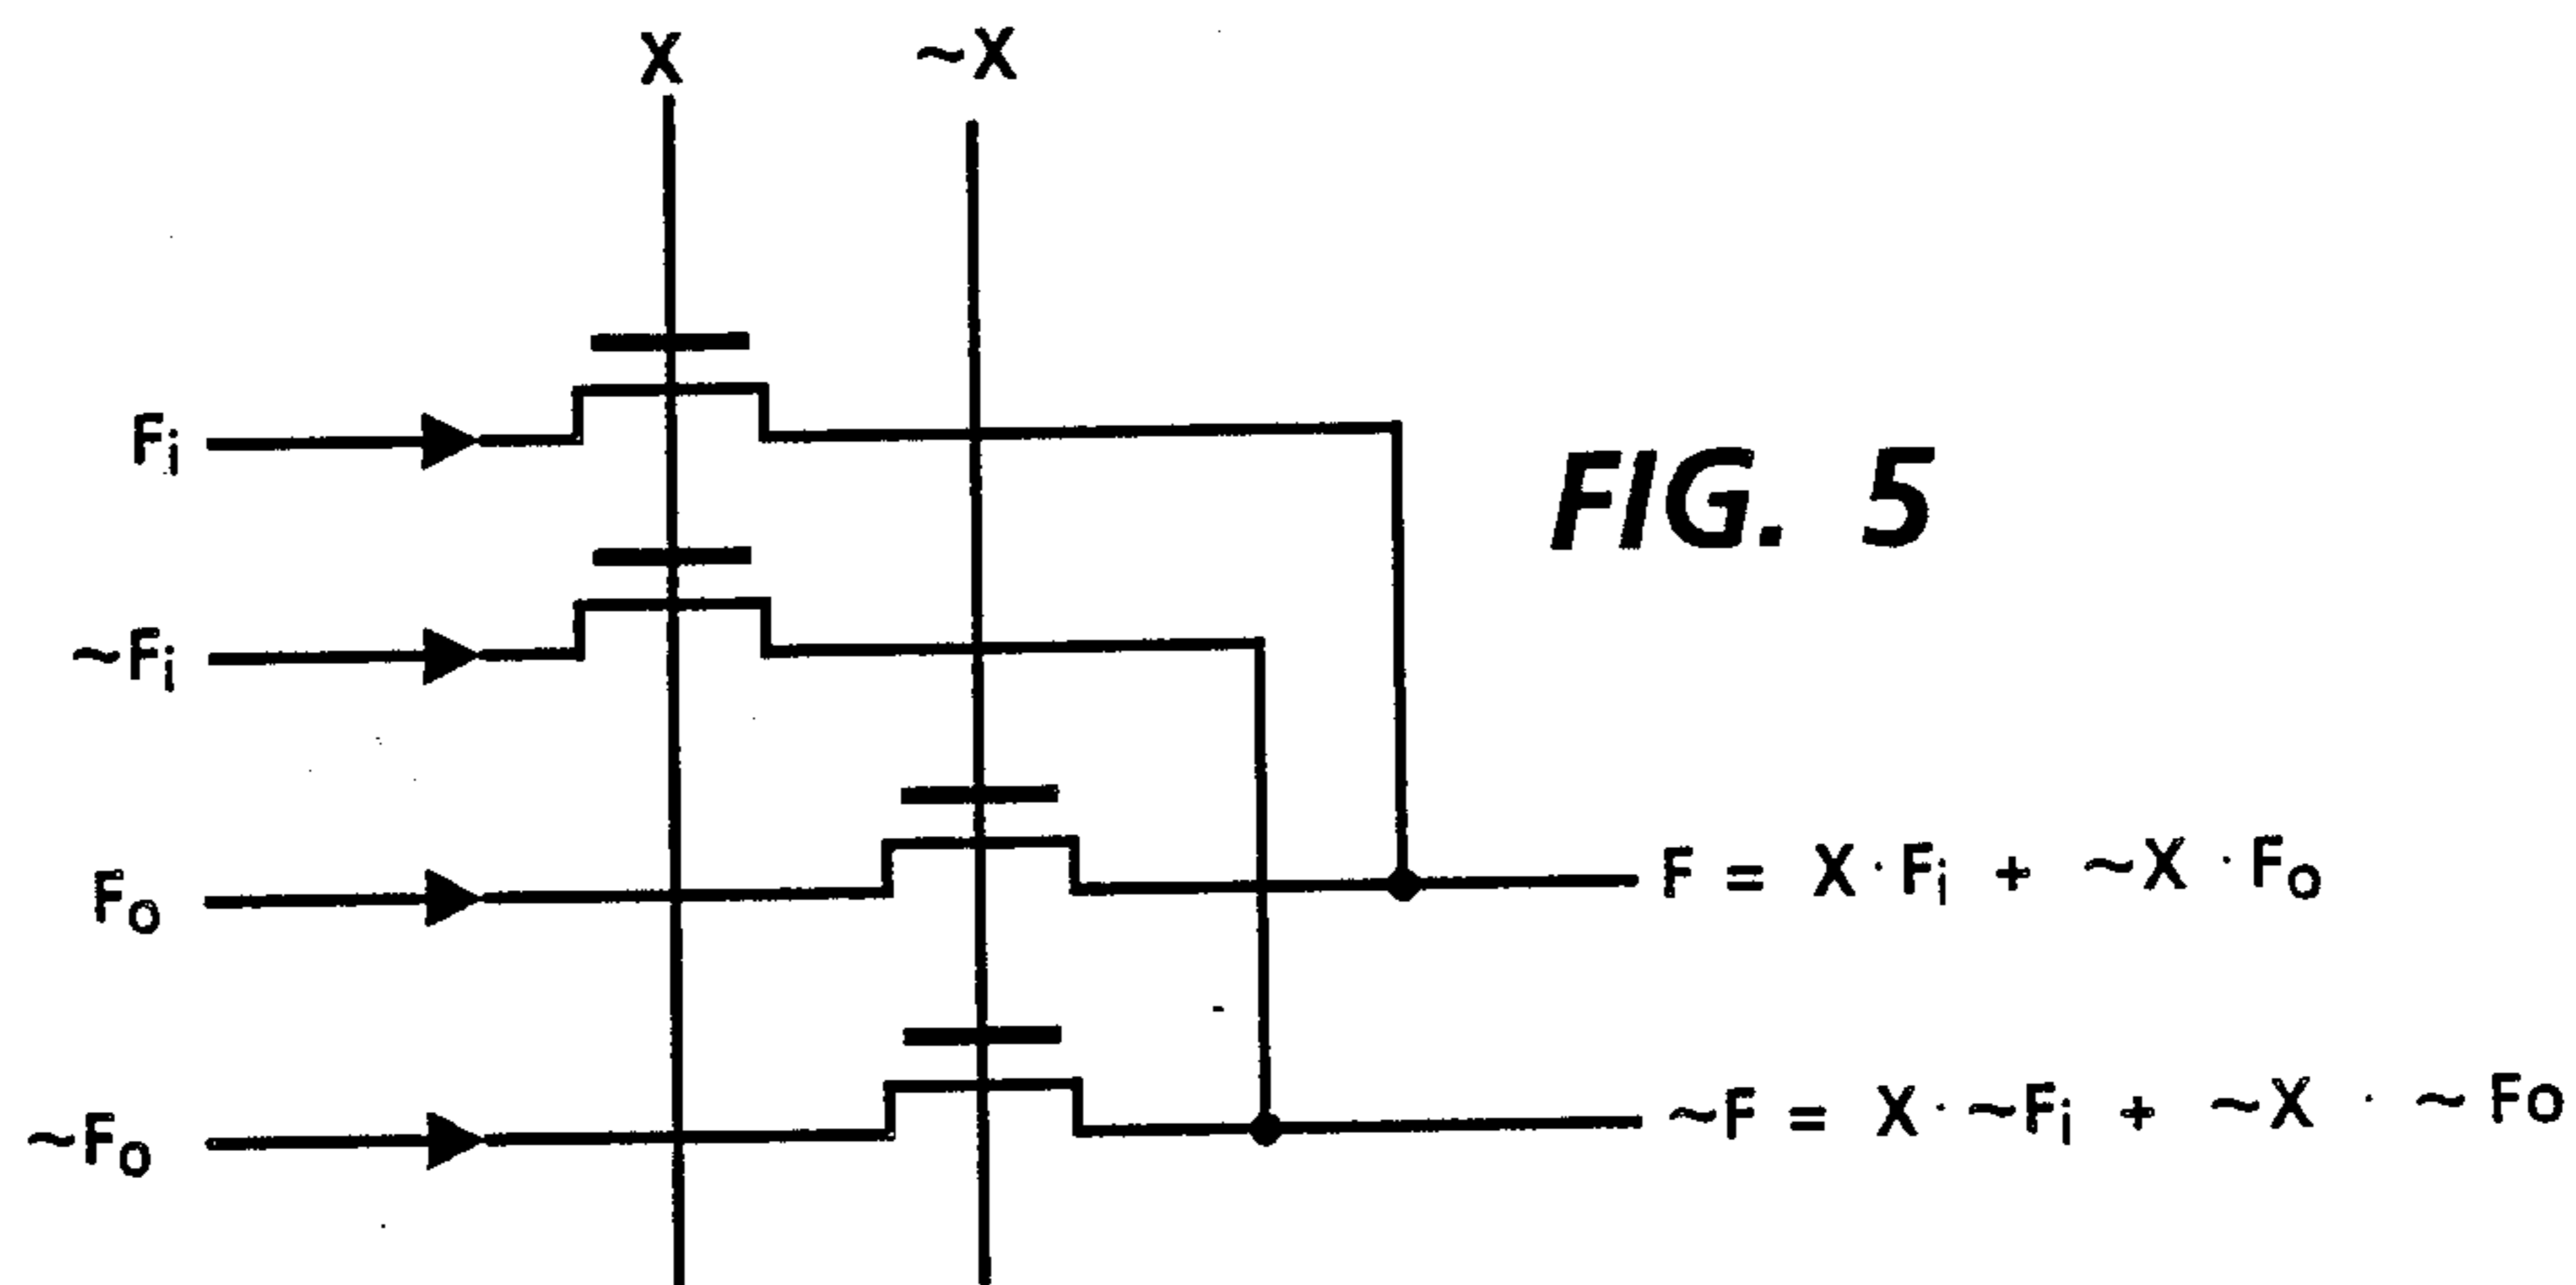 X
~X
Fi
FIG. 5
~Fi
Fo
F = X · Fi + ~X · Fo
~Fo
~F = X · ~Fi + ~X · ~ Fo